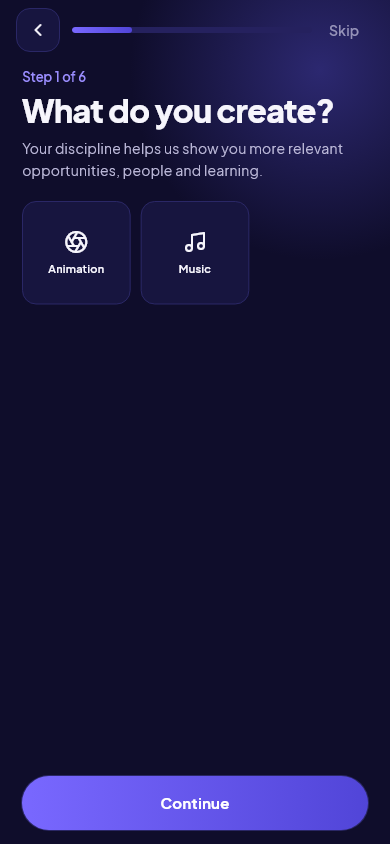 Skip
Step 1 of 6
What do you create?
Your discipline helps us show you more relevant
opportunities, people and learning.
Animation
Music
Continue